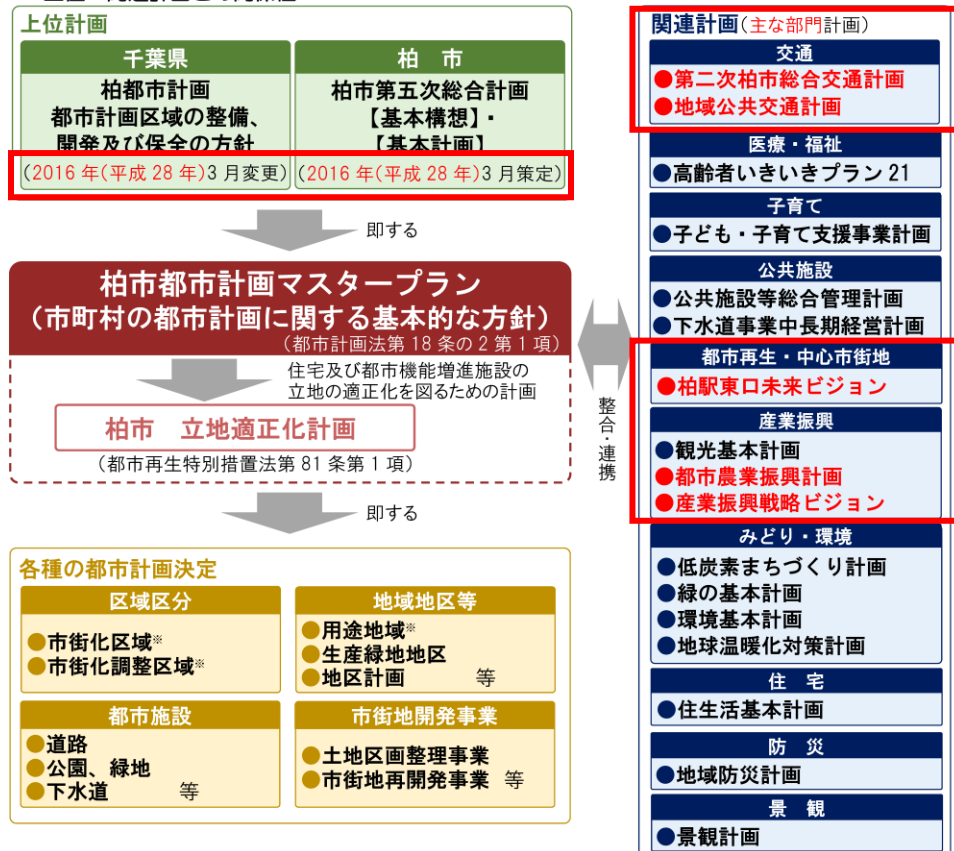 上位計画
千葉県
柏都市計画
都市計画区域の整備、
開発及び保全の方針
(2016 年(平成 28 年)3 月変更)
柏 市
柏市第五次総合計画
【基本構想】・
【基本計画】
(2016 年(平成 28 年)3 月策定)
即する
柏市都市計画マスタープラン
(市町村の都市計画に関する基本的な方針)
(都市計画法第 18 条の 2 第 1 項)
住宅及び都市機能増進施設の
立地の適正化を図るための計画
柏市 立地適正化計画
(都市再生特別措置法第 81 条第 1 項)
即する
整合・連携
各種の都市計画決定
区域区分
●市街化区域※
●市街化調整区域※
地域地区等
●用途地域※
●生産緑地地区
●地区計画 等
都市施設
●道路
●公園、緑地
●下水道 等
市街地開発事業
●土地区画整理事業
●市街地再開発事業 等
関連計画(主な部門計画)
交通
●第二次柏市総合交通計画
●地域公共交通計画
医療・福祉
●高齢者いきいきプラン 21
子育て
●子ども・子育て支援事業計画
公共施設
●公共施設等総合管理計画
●下水道事業中長期経営計画
都市再生・中心市街地
●柏駅東口未来ビジョン
産業振興
●観光基本計画
●都市農業振興計画
●産業振興戦略ビジョン
みどり・環境
●低炭素まちづくり計画
●緑の基本計画
●環境基本計画
●地球温暖化対策計画
住 宅
●住生活基本計画
防 災
●地域防災計画
景 観
●景観計画